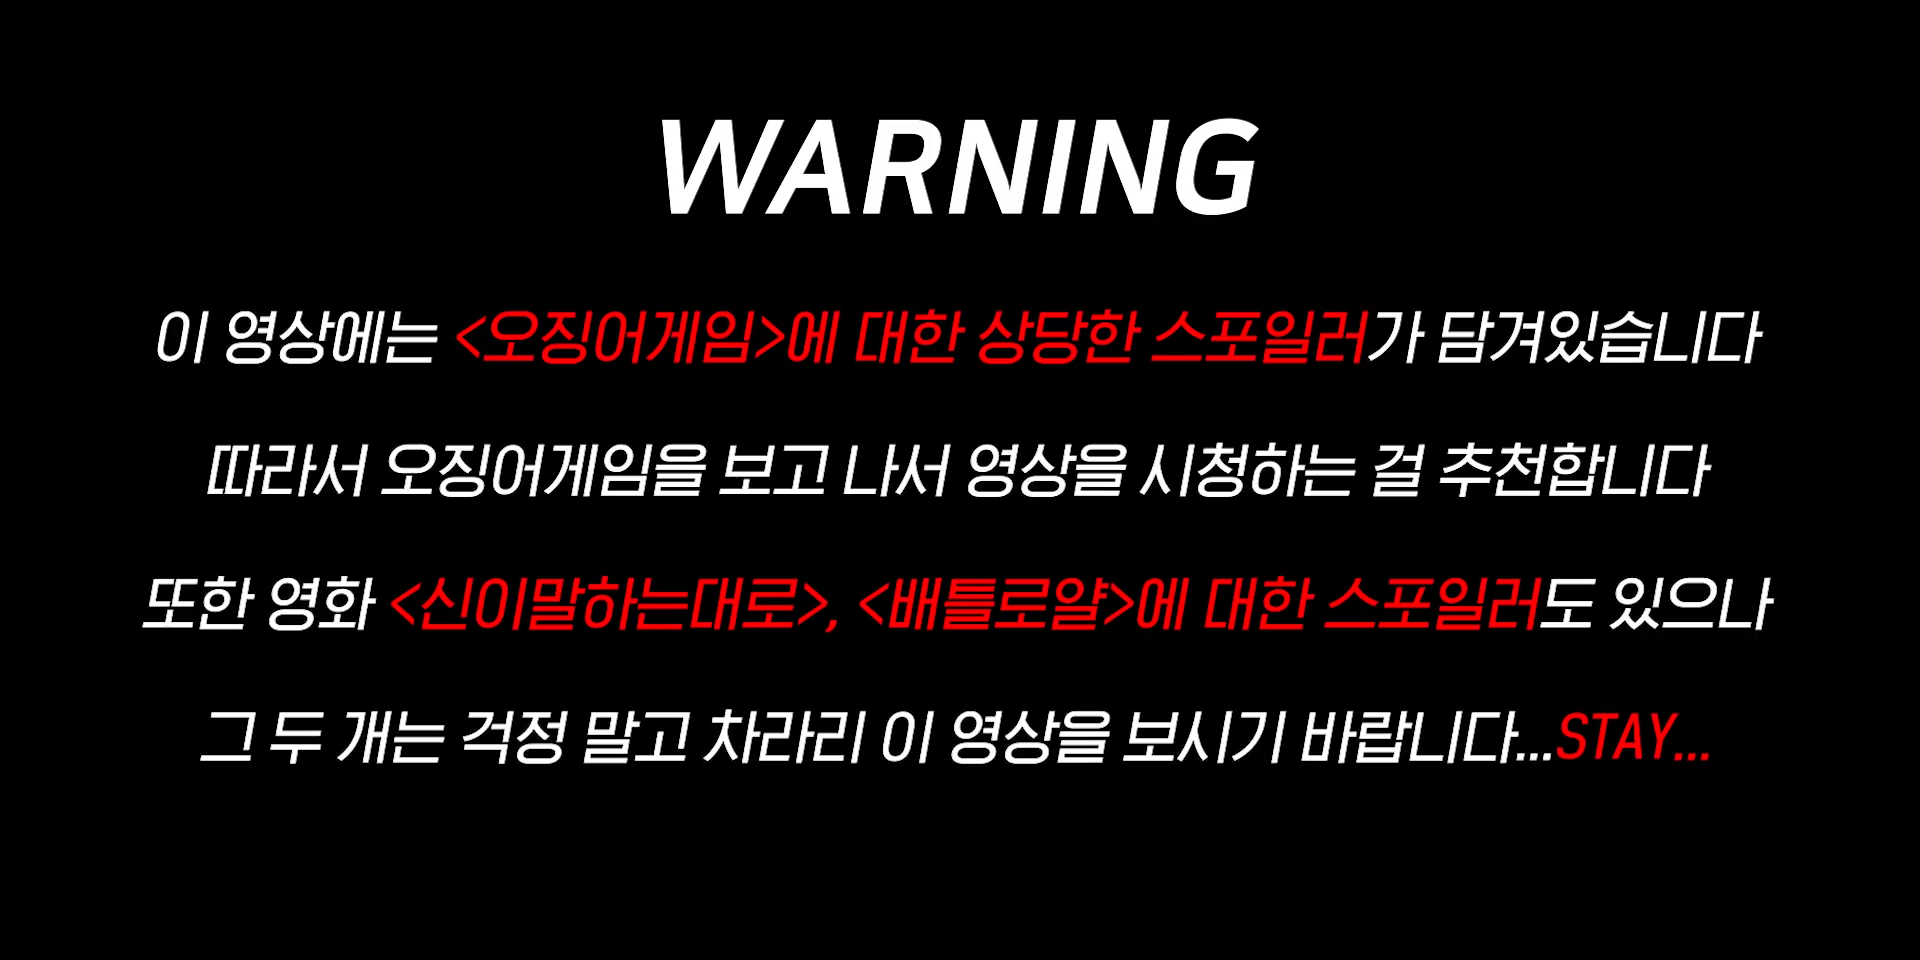 WARNING
이 영상에는 <오징어게임>에 대한 상당한 스포일러가 담겨있습니다
따라서 오징어게임을 보고 나서 영상을 시청하는 걸 추천합니다
또한 영화 <신이말하는대로>, <배틀로얄>에 대한 스포일러도 있으나
그 두 개는 걱정 말고 차라리 이 영상을 보시기 바랍니다...STAY...